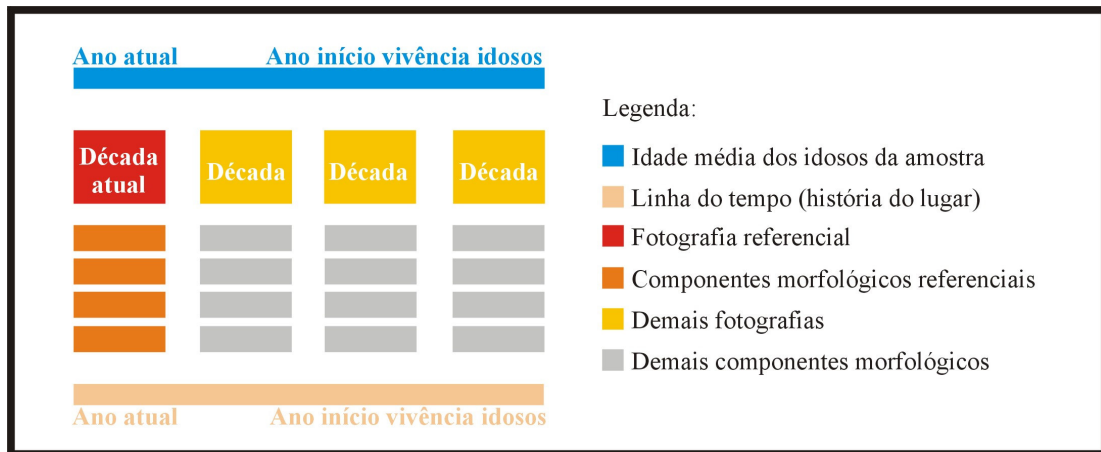 Ano atual
Ano início vivência idosos
Década
atual
Década
Década
Década
Ano atual
Ano início vivência idosos
Legenda:
Idade média dos idosos da amostra
Linha do tempo (história do lugar)
Fotografia referencial
Componentes morfológicos referenciais
Demais fotografias
Demais componentes morfológicos